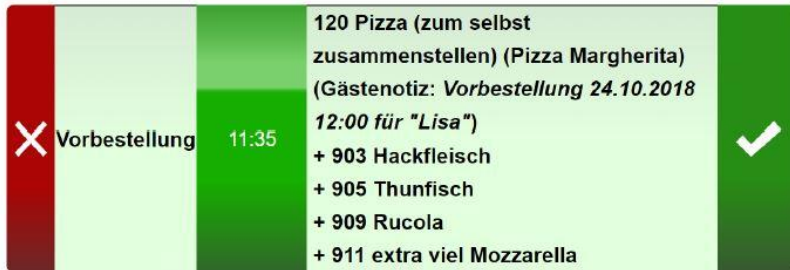 Vorbestellung
11:35
120 Pizza (zum selbst
zusammenstellen) (Pizza Margherita)
(Gästenotiz: Vorbestellung 24.10.2018
12:00 für "Lisa")
+ 903 Hackfleisch
+ 905 Thunfisch
+ 909 Rucola
+ 911 extra viel Mozzarella